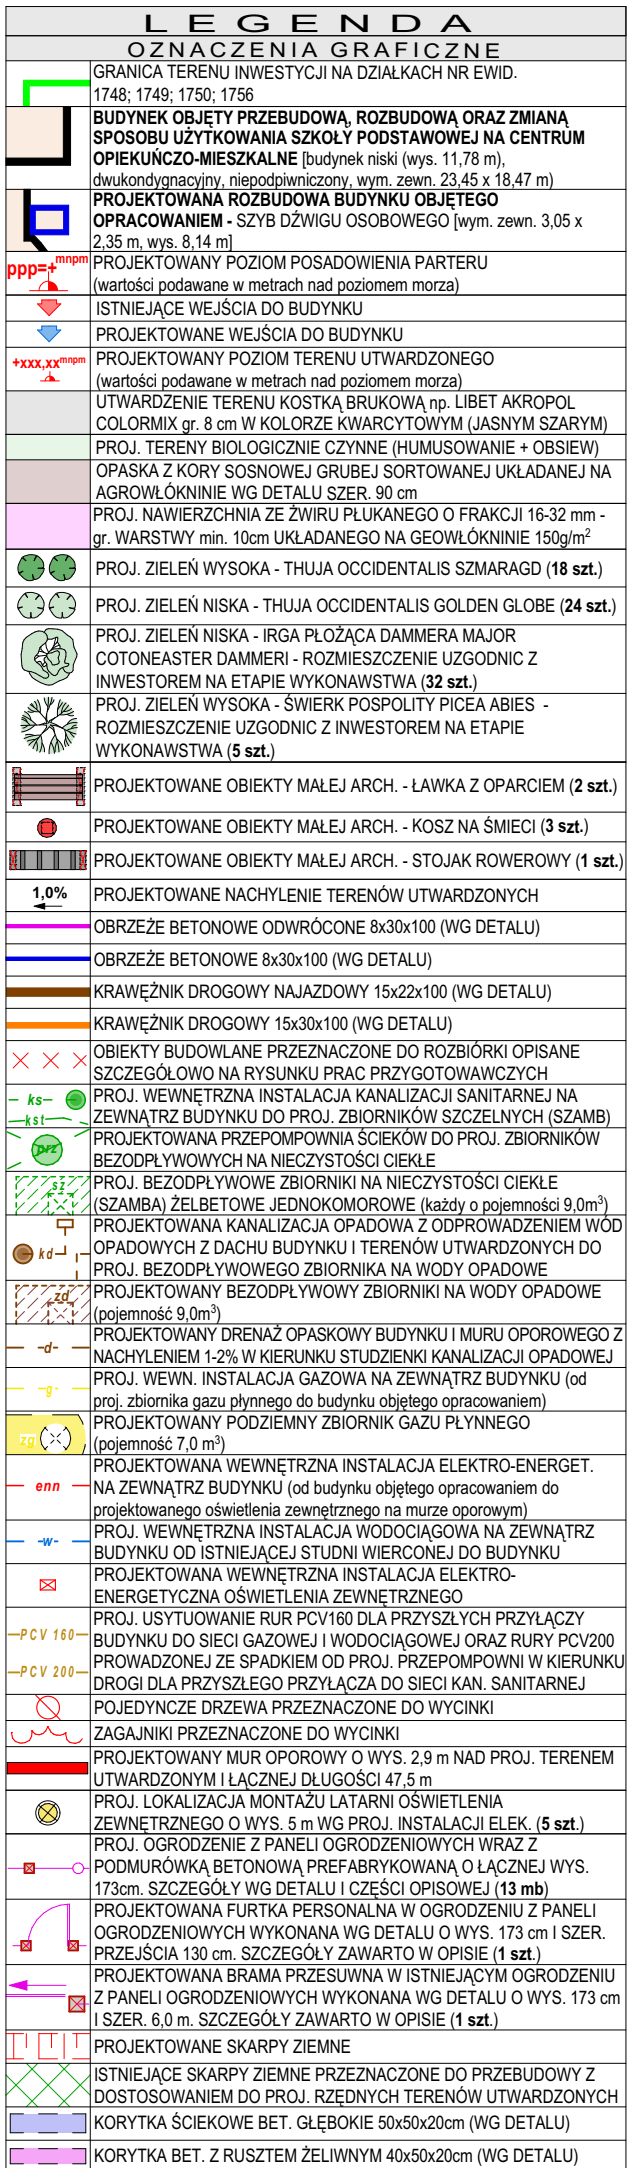 LEGENDA
OZNACZENIA GRAFICZNE
GRANICA TERENU INWESTYCJI NA DZIAŁKACH NR EWID.
1748; 1749; 1750; 1756
BUDYNEK OBJĘTY PRZEBUDOWĄ, ROZBUDOWĄ ORAZ ZMIANĄ
SPOSOBU UŻYTKOWANIA SZKOŁY PODSTAWOWEJ NA CENTRUM
OPIEKUŃCZO-MIESZKALNE [budynek niski (wys. 11,78 m),
dwukondygnacyjny, niepodpiwniczony, wym. zewn. 23,45 x 18,47 m)
PROJEKTOWANA ROZBUDOWA BUDYNKU OBJĘTEGO
OPRACOWANIEM - SZYB DŹWIGU OSOBOWEGO [wym. zewn. 3,05 x
2,35 m, wys. 8,14 m]
ppp=+mnpm
PROJEKTOWANY POZIOM POSADOWIENIA PARTERU
(wartości podawane w metrach nad poziomem morza)
ISTNIEJĄCE WEJŚCIA DO BUDYNKU
PROJEKTOWANE WEJŚCIA DO BUDYNKU
+xxx,xxmnpm
PROJEKTOWANY POZIOM TERENU UTWARDZONEGO
(wartości podawane w metrach nad poziomem morza)
UTWARDZENIE TERENU KOSTKĄ BRUKOWĄ np. LIBET AKROPOL
COLORMIX gr. 8 cm W KOLORZE KWARCYTOWYM (JASNYM SZARYM)
PROJ. TERENY BIOLOGICZNIE CZYNNE (HUMUSOWANIE + OBSIEW)
OPASKA Z KORY SOSNOWEJ GRUBEJ SORTOWANEJ UKŁADANEJ NA
AGROWŁÓKNINIE WG DETALU SZER. 90 cm
PROJ. NAWIERZCHNIA ZE ŻWIRU PŁUKANEGO O FRAKCJI 16-32 mm -
gr. WARSTWY min. 10cm UKŁADANEGO NA GEOWŁÓKNINIE 150g/m²
PROJ. ZIELEŃ WYSOKA - THUJA OCCIDENTALIS SZMARAGD (18 szt.)
PROJ. ZIELEŃ NISKA - THUJA OCCIDENTALIS GOLDEN GLOBE (24 szt.)
PROJ. ZIELEŃ NISKA - IRGA PŁOŻĄCA DAMMERA MAJOR
COTONEASTER DAMMERI - ROZMIESZCZENIE UZGODNIC Z
INWESTOREM NA ETAPIE WYKONAWSTWA (32 szt.)
PROJ. ZIELEŃ WYSOKA - ŚWIERK POSPOLITY PICEA ABIES -
ROZMIESZCZENIE UZGODNIC Z INWESTOREM NA ETAPIE
WYKONAWSTWA (5 szt.)
PROJEKTOWANE OBIEKTY MAŁEJ ARCH. - ŁAWKA Z OPARCIEM (2 szt.)
PROJEKTOWANE OBIEKTY MAŁEJ ARCH. - KOSZ NA ŚMIECI (3 szt.)
PROJEKTOWANE OBIEKTY MAŁEJ ARCH. - STOJAK ROWEROWY (1 szt.)
1,0%
PROJEKTOWANE NACHYLENIE TERENÓW UTWARDZONYCH
OBRZEŻE BETONOWE ODWRÓCONE 8x30x100 (WG DETALU)
OBRZEŻE BETONOWE 8x30x100 (WG DETALU)
KRAWĘŻNIK DROGOWY NAJAZDOWY 15x22x100 (WG DETALU)
KRAWĘŻNIK DROGOWY 15x30x100 (WG DETALU)
OBIEKTY BUDOWLANE PRZEZNACZONE DO ROZBIÓRKI OPISANE
SZCZEGÓŁOWO NA RYSUNKU PRAC PRZYGOTOWAWCZYCH
ks
kst
PROJ. WEWNĘTRZNA INSTALACJA KANALIZACJI SANITARNEJ NA
ZEWNĄTRZ BUDYNKU DO PROJ. ZBIORNIKÓW SZCZELNYCH (SZAMB)
prz
PROJEKTOWANA PRZEPOMPOWNIA ŚCIEKÓW DO PROJ. ZBIORNIKÓW
BEZODPŁYWOWYCH NA NIECZYSTOŚCI CIEKŁE
sz
PROJ. BEZODPŁYWOWE ZBIORNIKI NA NIECZYSTOŚCI CIEKŁE
(SZAMBA) ŻELBETOWE JEDNOKOMOROWE (każdy o pojemności 9,0m³)
kd
PROJEKTOWANA KANALIZACJA OPADOWA Z ODPROWADZENIEM WÓD
OPADOWYCH Z DACHU BUDYNKU I TERENÓW UTWARDZONYCH DO
PROJ. BEZODPŁYWOWEGO ZBIORNIKA NA WODY OPADOWE
zd
PROJEKTOWANY BEZODPŁYWOWY ZBIORNIKI NA WODY OPADOWE
(pojemność 9,0m³)
d
PROJEKTOWANY DRENAŻ OPASKOWY BUDYNKU I MURU OPOROWEGO Z
NACHYLENIEM 1-2% W KIERUNKU STUDZIENKI KANALIZACJI OPADOWEJ
g
PROJ. WEWN. INSTALACJA GAZOWA NA ZEWNĄTRZ BUDYNKU (od
proj. zbiornika gazu płynnego do budynku objętego opracowaniem)
zg
PROJEKTOWANY PODZIEMNY ZBIORNIK GAZU PŁYNNEGO
(pojemność 7,0 m³)
enn
PROJEKTOWANA WEWNĘTRZNA INSTALACJA ELEKTRO-ENERGET.
NA ZEWNĄTRZ BUDYNKU (od budynku objętego opracowaniem do
projektowanego oświetlenia zewnętrznego na murze oporowym)
w
PROJ. WEWNĘTRZNA INSTALACJA WODOCIĄGOWA NA ZEWNĄTRZ
BUDYNKU OD ISTNIEJĄCEJ STUDNI WIERCONEJ DO BUDYNKU
PROJEKTOWANA WEWNĘTRZNA INSTALACJA ELEKTRO-
ENERGETYCZNA OŚWIETLENIA ZEWNĘTRZNEGO
PCV 160
PCV 200
PROJ. USYTUOWANIE RUR PCV160 DLA PRZYSZŁYCH PRZYŁĄCZY
BUDYNKU DO SIECI GAZOWEJ I WODOCIĄGOWEJ ORAZ RURY PCV200
PROWADZONEJ ZE SPADKIEM OD PROJ. PRZEPOMPOWNI W KIERUNKU
DROGI DLA PRZYSZŁEGO PRZYŁĄCZA DO SIECI KAN. SANITARNEJ
POJEDYNCZE DRZEWA PRZEZNACZONE DO WYCINKI
ZAGAJNIKI PRZEZNACZONE DO WYCINKI
PROJEKTOWANY MUR OPOROWY O WYS. 2,9 m NAD PROJ. TERENEM
UTWARDZONYM I ŁĄCZNEJ DŁUGOŚCI 47,5 m
PROJ. LOKALIZACJA MONTAŻU LATARNI OŚWIETLENIA
ZEWNĘTRZNEGO O WYS. 5 m WG PROJ. INSTALACJI ELEK. (5 szt.)
PROJ. OGRODZENIE Z PANELI OGRODZENIOWYCH WRAZ Z
PODMURÓWKĄ BETONOWĄ PREFABRYKOWANĄ O ŁĄCZNEJ WYS.
173cm. SZCZEGÓŁY WG DETALU I CZĘŚCI OPISOWEJ (13 mb)
PROJEKTOWANA FURTKA PERSONALNA W OGRODZENIU Z PANELI
OGRODZENIOWYCH WYKONANA WG DETALU O WYS. 173 cm I SZER.
PRZEJŚCIA 130 cm. SZCZEGÓŁY ZAWARTO W OPISIE (1 szt.)
PROJEKTOWANA BRAMA PRZESUWNA W ISTNIEJĄCYM OGRODZENIU
Z PANELI OGRODZENIOWYCH WYKONANA WG DETALU O WYS. 173 cm
I SZER. 6,0 m. SZCZEGÓŁY ZAWARTO W OPISIE (1 szt.)
PROJEKTOWANE SKARPY ZIEMNE
ISTNIEJĄCE SKARPY ZIEMNE PRZEZNACZONE DO PRZEBUDOWY Z
DOSTOSOWANIEM DO PROJ. RZĘDNYCH TERENÓW UTWARDZONYCH
KORYTKA ŚCIEKOWE BET. GŁĘBOKIE 50x50x20cm (WG DETALU)
KORYTKA BET. Z RUSZTEM ŻELIWNYM 40x50x20cm (WG DETALU)